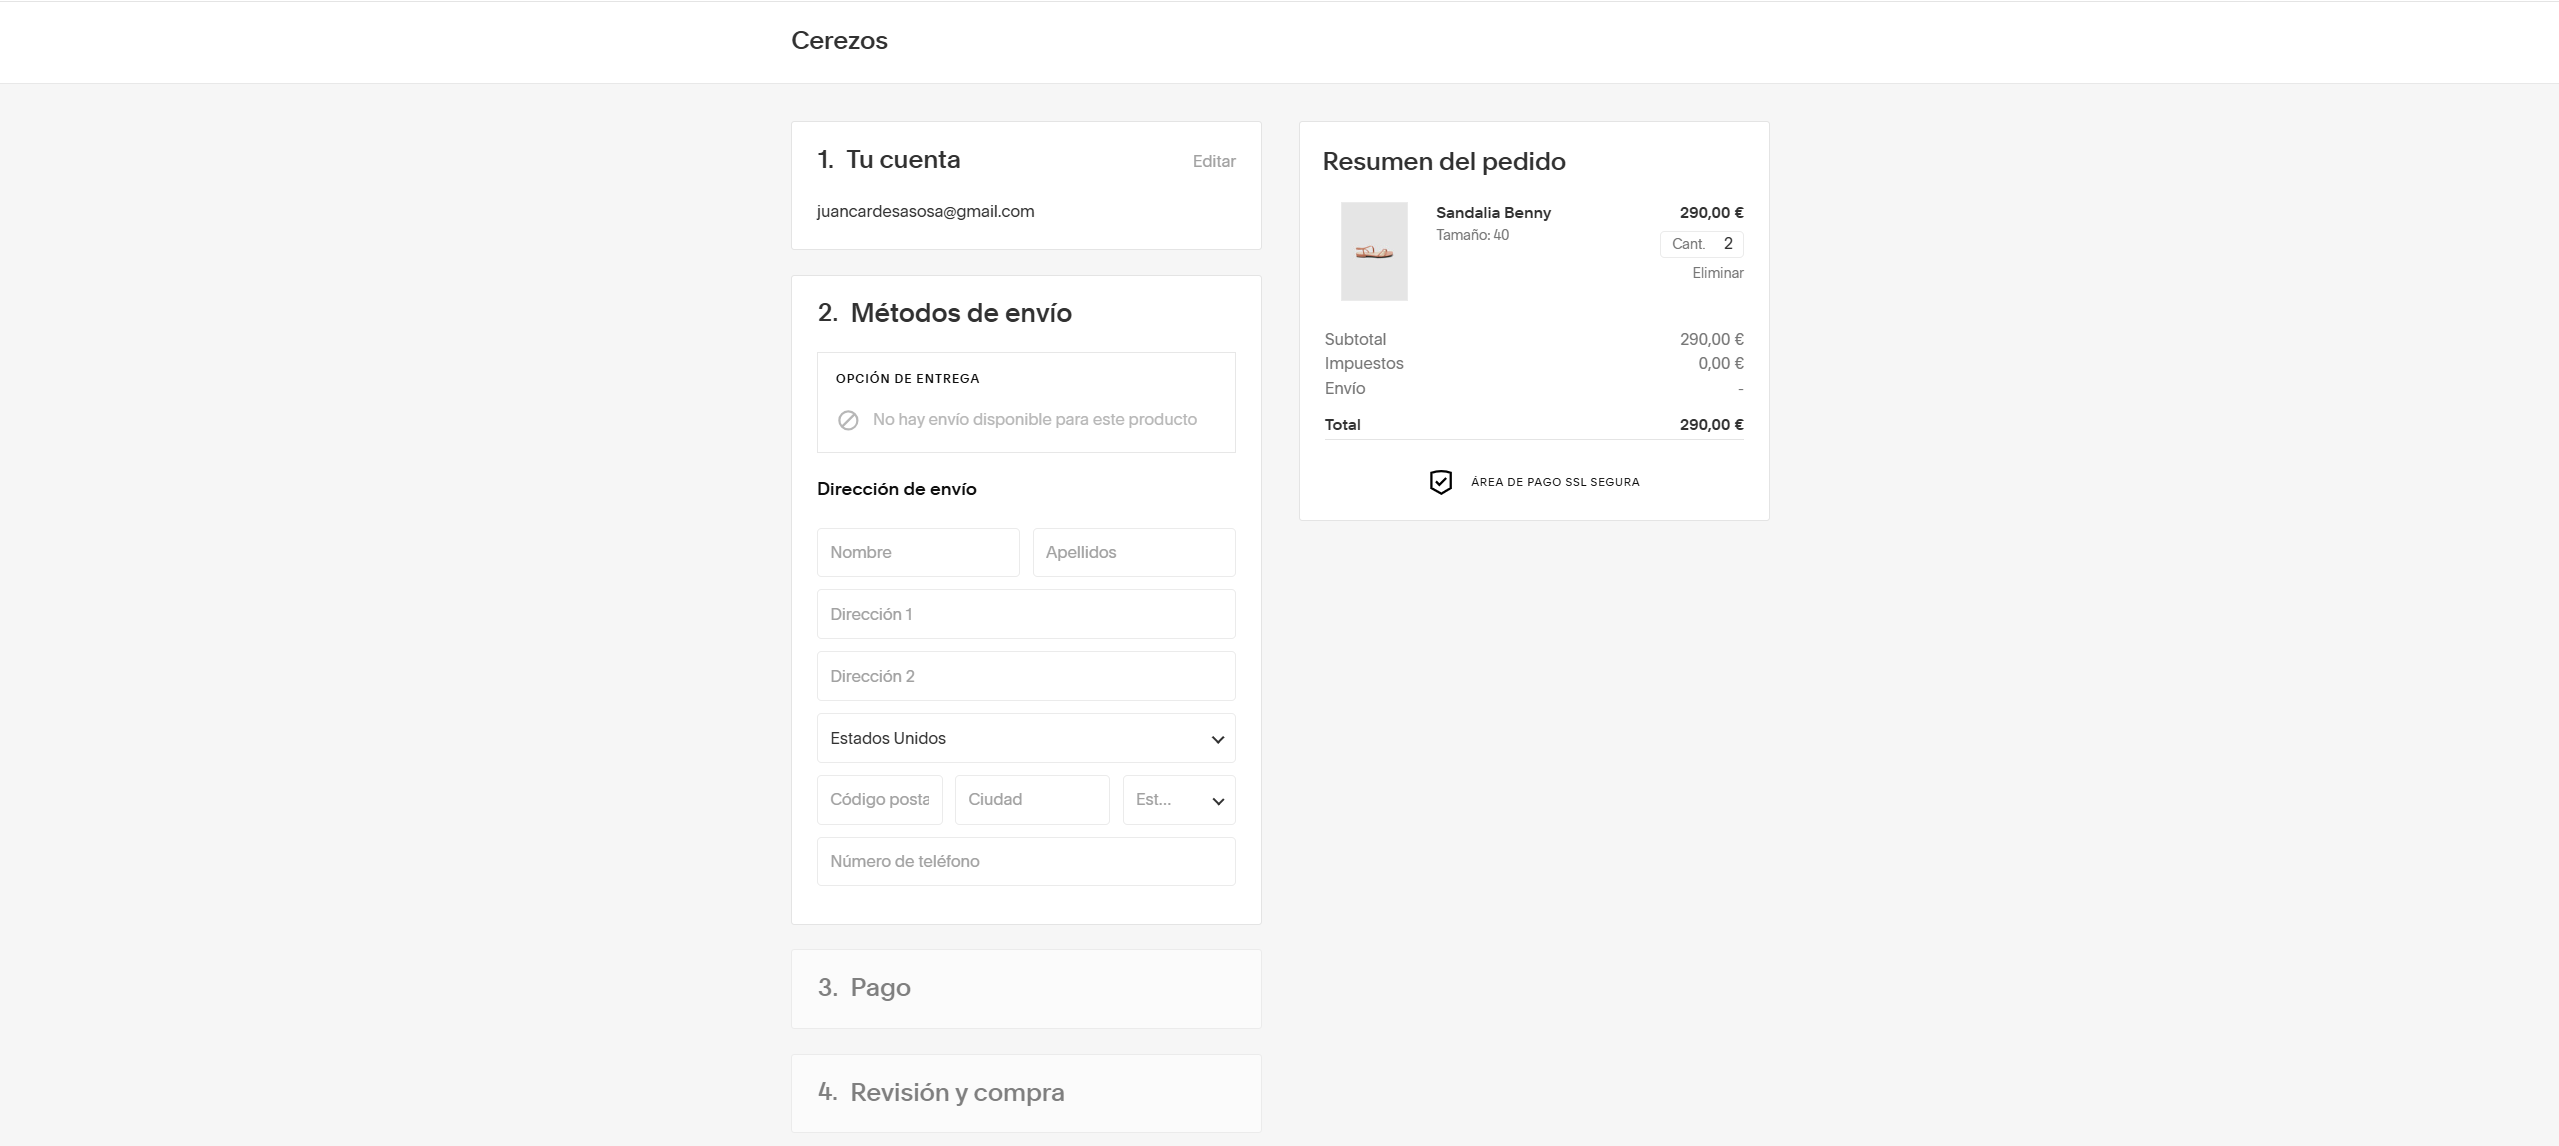 Cerezos
1. Tu cuenta
Editar
juancardesasosa@gmail.com
2. Métodos de envío
OPCIÓN DE ENTREGA
No hay envío disponible para este producto
Dirección de envío
Nombre
Apellidos
Dirección 1
Dirección 2
Estados Unidos
Código posta
Ciudad
Est...
Número de teléfono
3. Pago
4. Revisión y compra
Resumen del pedido
Sandalia Benny
290,00 €
Tamaño: 40
Cant. 2
Eliminar
Subtotal 290,00 €
Impuestos 0,00 €
Envío -
Total 290,00 €
ÁREA DE PAGO SSL SEGURA